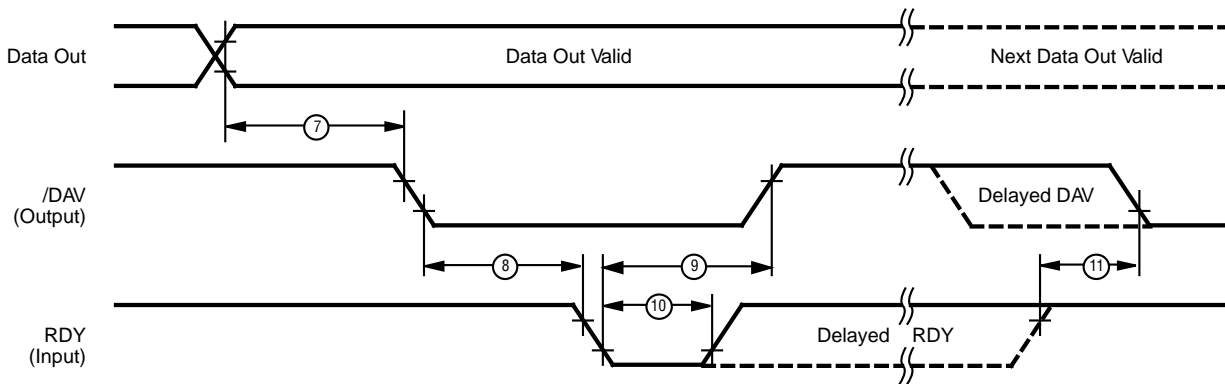 Data Out
Data Out Valid
Next Data Out Valid
7
/DAV
(Output)
Delayed DAV
8
9
11
10
RDY
(Input)
Delayed RDY